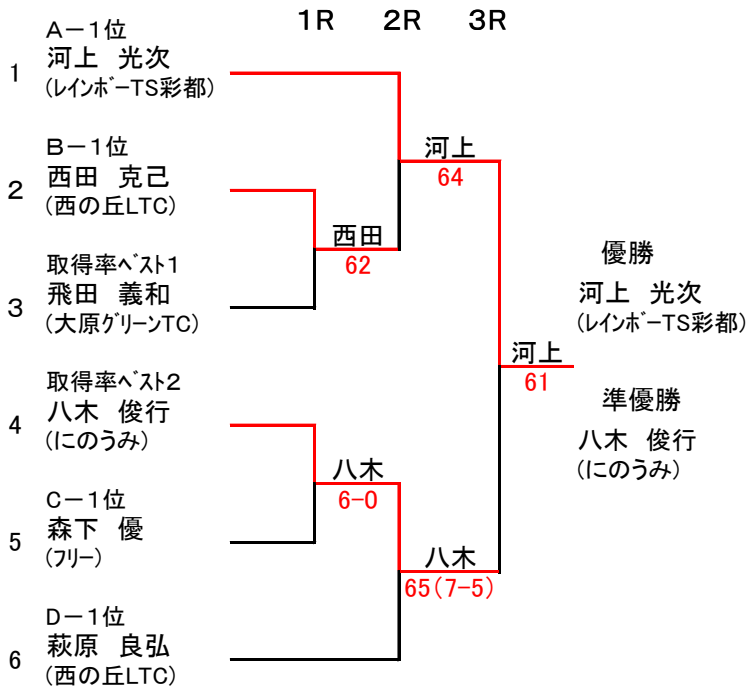 1R 2R 3R
A－1位
1 河上 光次
(ﾚｲﾝﾎﾞｰTS彩都)
B－1位
2 西田 克己
(西の丘LTC)
取得率ﾍﾞｽﾄ1
3 飛田 義和
(大原ｸﾞﾘｰﾝTC)
取得率ﾍﾞｽﾄ2
4 八木 俊行
(にのうみ)
C－1位
5 森下 優
(ﾌﾘｰ)
D－1位
6 萩原 良弘
(西の丘LTC)
西田
62
八木
6-0
河上
64
八木
65(7-5)
河上
61
優勝
河上 光次
(ﾚｲﾝﾎﾞｰTS彩都)
準優勝
八木 俊行
(にのうみ)